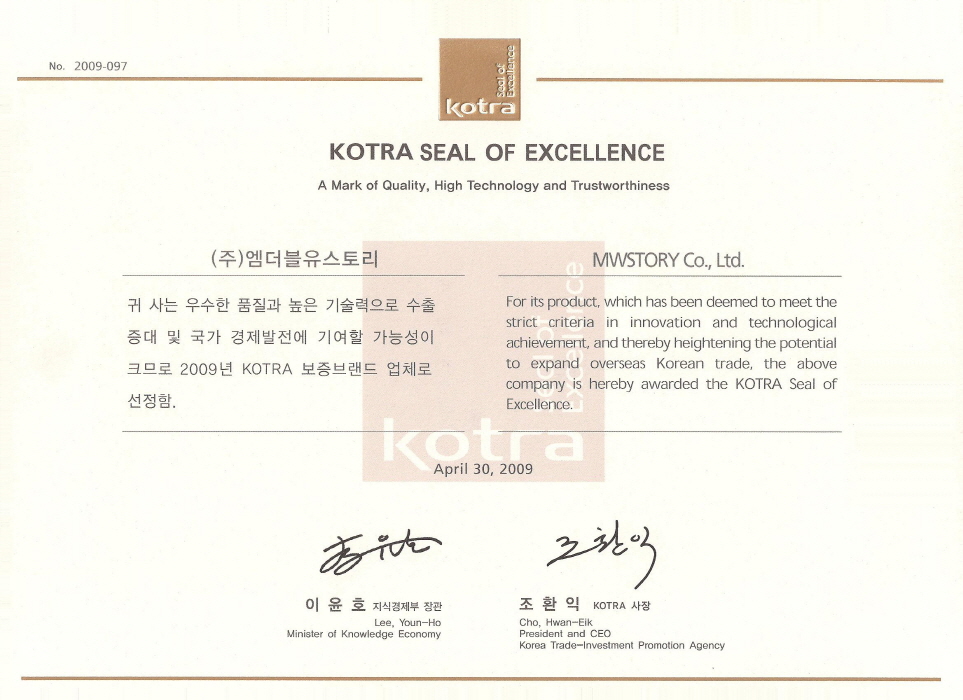 No. 2009-097
Seal of
Excellence
kotra
KOTRA SEAL OF EXCELLENCE
A Mark of Quality, High Technology and Trustworthiness
(주)엠더블유스토리
귀 사는 우수한 품질과 높은 기술력으로 수출
증대 및 국가 경제발전에 기여할 가능성이
크므로 2009년 KOTRA 보증브랜드 업체로
선정함.
MWSTORY Co., Ltd.
For its product, which has been deemed to meet the
strict criteria in innovation and technological
achievement, and thereby heightening the potential
to expand overseas Korean trade, the above
company is hereby awarded the KOTRA Seal of
Excellence.
Seal of
Excellence
kotra
April 30, 2009
조환익
이 윤 호 지식경제부 장관
Lee, Youn-Ho
Minister of Knowledge Economy
조 환 익 KOTRA 사장
Cho, Hwan-Eik
President and CEO
Korea Trade-Investment Promotion Agency